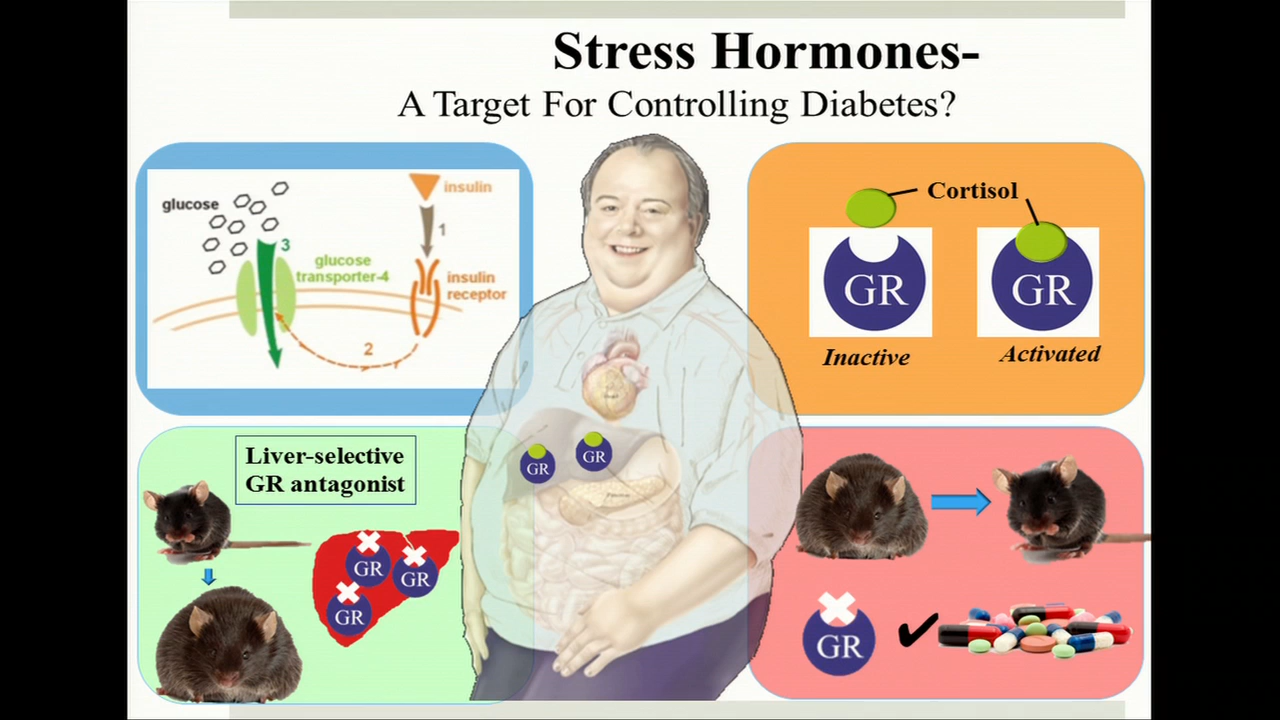 Stress Hormones-
A Target For Controlling Diabetes?
glucose
insulin
1
3
glucose
transporter-4
insulin
receptor
2
Cortisol
GR
GR
Inactive
Activated
Liver-selective
GR antagonist
GR
GR
GR
GR
GR
GR